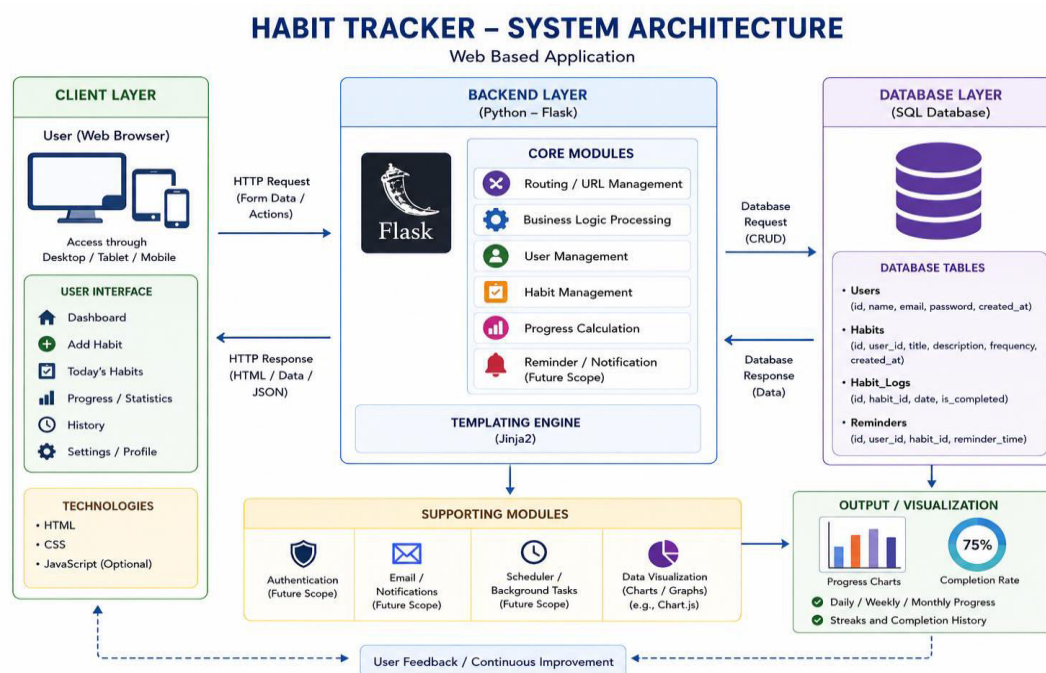 HABIT TRACKER – SYSTEM ARCHITECTURE
Web Based Application
CLIENT LAYER
User (Web Browser)
Access through
Desktop / Tablet / Mobile
USER INTERFACE
Dashboard
Add Habit
Today's Habits
Progress / Statistics
History
Settings / Profile
TECHNOLOGIES
• HTML
• CSS
• JavaScript (Optional)
HTTP Request
(Form Data /
Actions)
HTTP Response
(HTML / Data /
JSON)
BACKEND LAYER
(Python – Flask)
Flask
CORE MODULES
Routing / URL Management
Business Logic Processing
User Management
Habit Management
Progress Calculation
Reminder / Notification
(Future Scope)
TEMPLATING ENGINE
(Jinja2)
Database
Request
(CRUD)
Database
Response
(Data)
DATABASE LAYER
(SQL Database)
DATABASE TABLES
• Users
(id, name, email, password, created_at)
• Habits
(id, user_id, title, description, frequency,
created_at)
• Habit_Logs
(id, habit_id, date, is_completed)
• Reminders
(id, user_id, habit_id, reminder_time)
SUPPORTING MODULES
Authentication
(Future Scope)
Email /
Notifications
(Future Scope)
Scheduler /
Background Tasks
(Future Scope)
Data Visualization
(Charts / Graphs)
(e.g., Chart.js)
OUTPUT / VISUALIZATION
75%
Progress Charts
Completion Rate
Daily / Weekly / Monthly Progress
Streaks and Completion History
User Feedback / Continuous Improvement